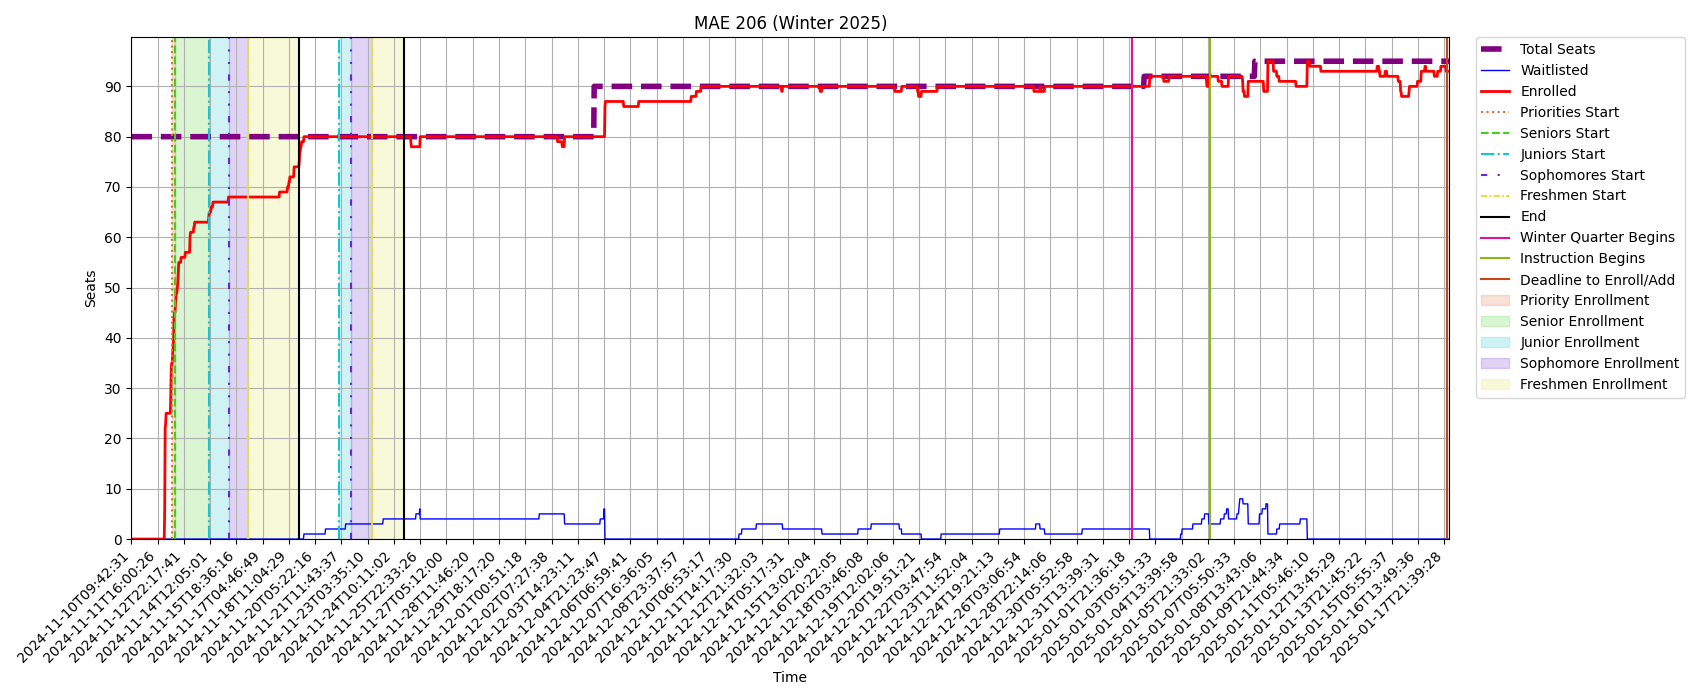 MAE 206 (Winter 2025)
Seats
90
80
70
60
50
40
30
20
10
0
2024-11-10T09:42:31
2024-11-11T16:00:26
2024-11-12T22:17:41
2024-11-14T12:05:01
2024-11-15T18:36:16
2024-11-17T04:46:49
2024-11-18T11:04:29
2024-11-20T05:22:16
2024-11-21T11:43:37
2024-11-23T03:35:10
2024-11-24T10:11:02
2024-11-25T22:33:26
2024-11-27T05:12:00
2024-11-28T11:46:20
2024-11-29T18:17:20
2024-12-01T00:51:18
2024-12-02T07:27:38
2024-12-03T14:23:11
2024-12-04T21:23:47
2024-12-06T06:59:41
2024-12-07T16:36:05
2024-12-08T23:37:57
2024-12-10T06:53:17
2024-12-11T14:17:30
2024-12-12T21:32:03
2024-12-14T05:17:31
2024-12-15T13:02:04
2024-12-16T20:22:05
2024-12-18T03:46:08
2024-12-19T12:02:06
2024-12-20T19:51:21
2024-12-22T03:47:54
2024-12-23T11:52:04
2024-12-24T19:21:13
2024-12-26T03:06:54
2024-12-28T22:14:06
2024-12-30T05:52:58
2024-12-31T13:39:31
2025-01-01T21:36:18
2025-01-03T05:51:33
2025-01-04T13:39:58
2025-01-05T21:33:02
2025-01-07T05:50:33
2025-01-08T13:43:06
2025-01-09T21:44:34
2025-01-11T05:46:10
2025-01-12T13:45:29
2025-01-13T21:45:22
2025-01-15T05:55:37
2025-01-16T13:49:36
2025-01-17T21:39:28
Time
Total Seats
Waitlisted
Enrolled
Priorities Start
Seniors Start
Juniors Start
Sophomores Start
Freshmen Start
End
Winter Quarter Begins
Instruction Begins
Deadline to Enroll/Add
Priority Enrollment
Senior Enrollment
Junior Enrollment
Sophomore Enrollment
Freshmen Enrollment